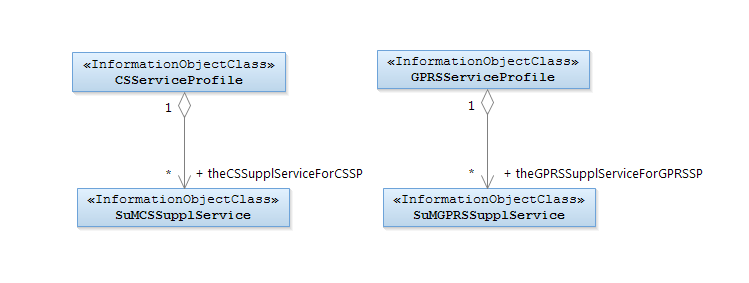 «InformationObjectClass»
CSServiceProfile
1
* + theCSSupplServiceForCSSP
«InformationObjectClass»
SuMCSSupplService
«InformationObjectClass»
GPRSServiceProfile
1
* + theGPRSSupplServiceForGPRSSP
«InformationObjectClass»
SuMGPRSSupplService